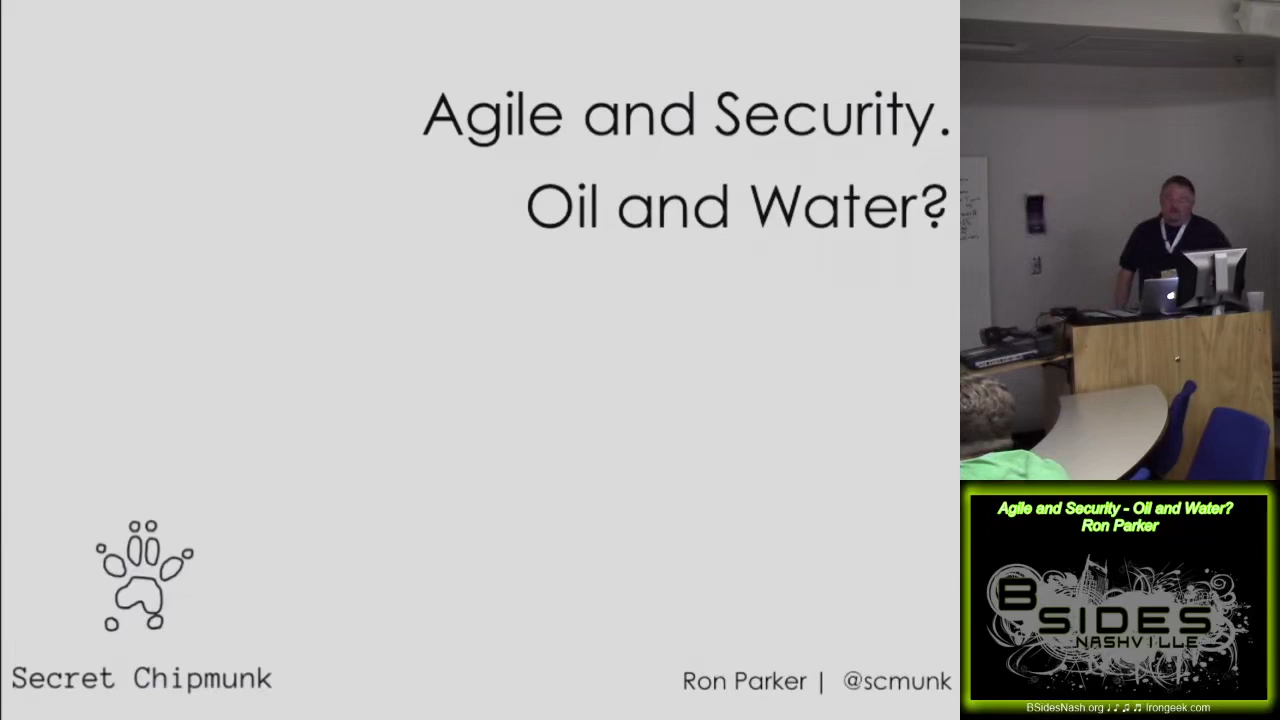 Agile and Security.
Oil and Water?
Secret Chipmunk
Ron Parker | @scmunk
Agile and Security - Oil and Water?
Ron Parker
BSIDES
NASHVILLE
BSidesNash.org ♩ ♪ ♫ ♬ Irongeek.com